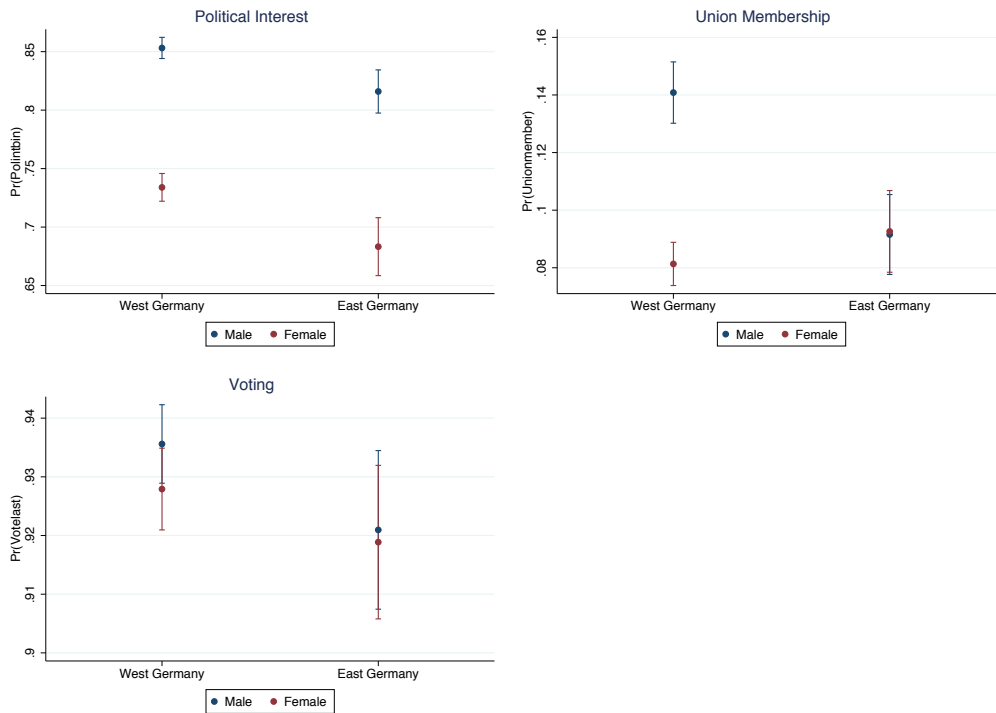 Political Interest
Pr(Polintbin)
.85
.8
.75
.7
.65
West Germany East Germany
Male Female
Union Membership
Pr(Unionmember)
.16
.14
.12
.1
.08
West Germany East Germany
Male Female
Voting
Pr(Votelast)
.94
.93
.92
.91
.9
West Germany East Germany
Male Female